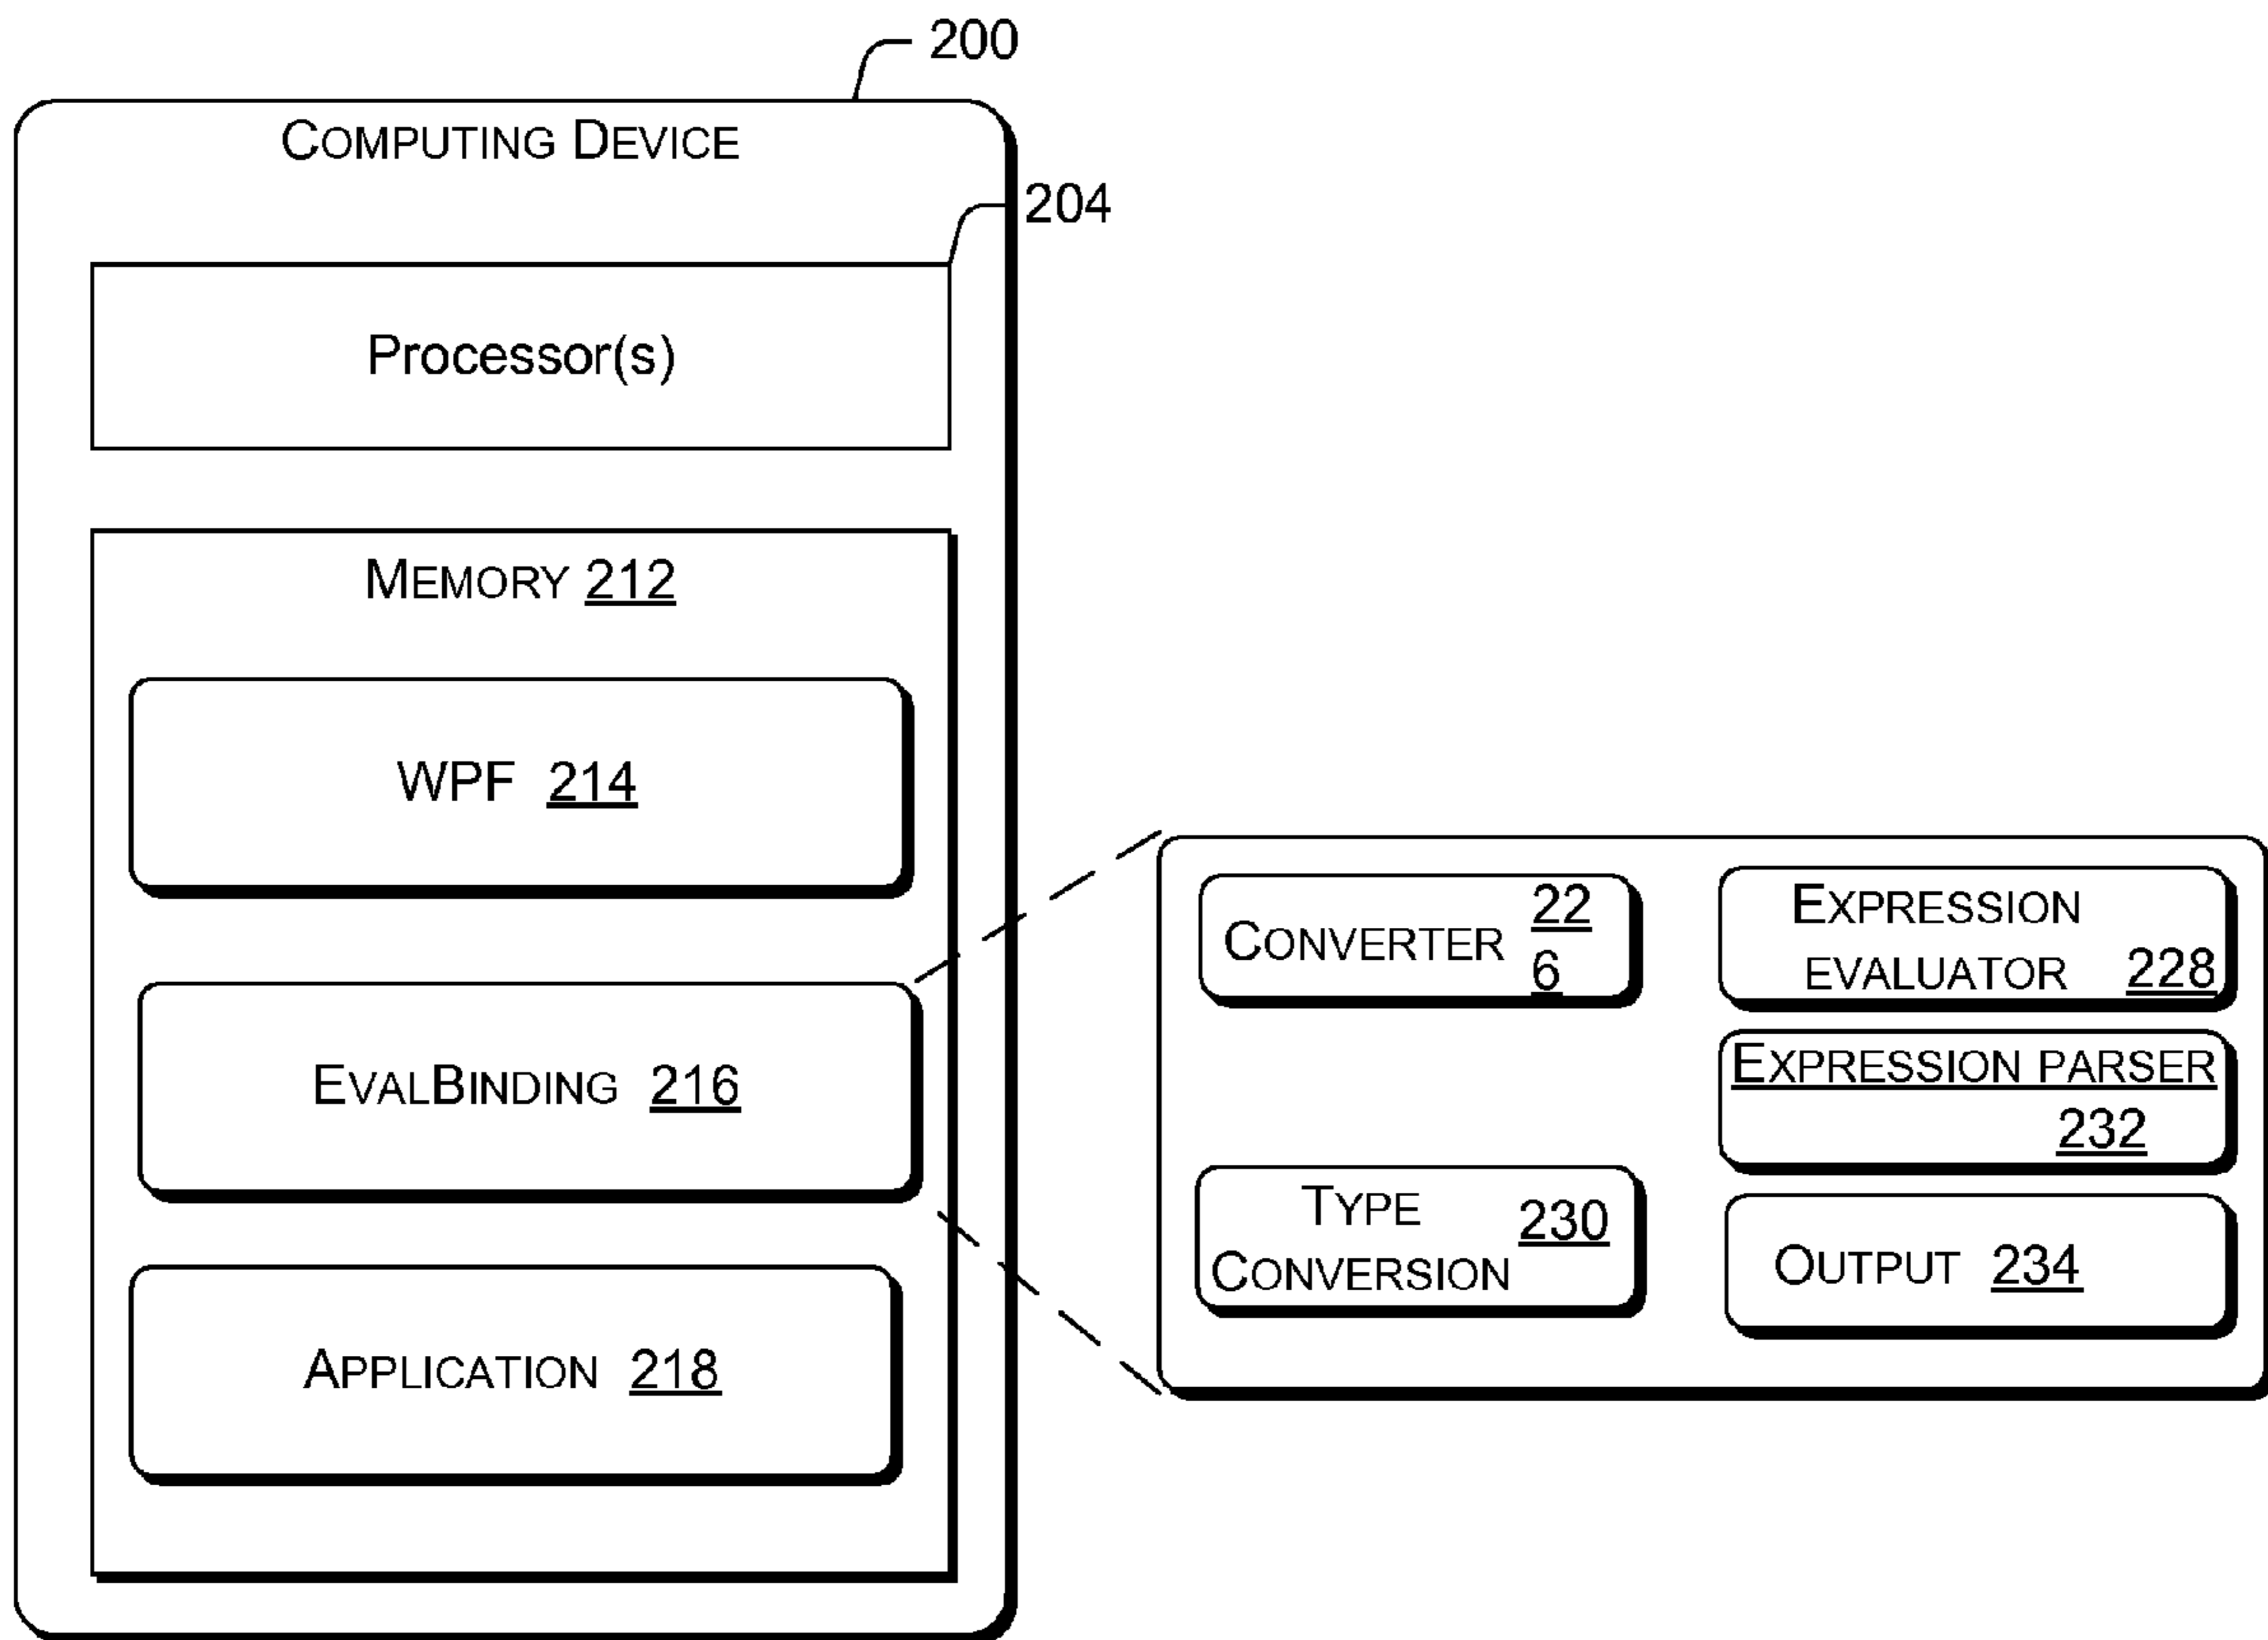 200
COMPUTING DEVICE
204
Processor(s)
MEMORY 212
WPF 214
EVALBINDING 216
APPLICATION 218
CONVERTER 22
6
EXPRESSION
EVALUATOR 228
EXPRESSION PARSER
232
TYPE
CONVERSION 230
OUTPUT 234